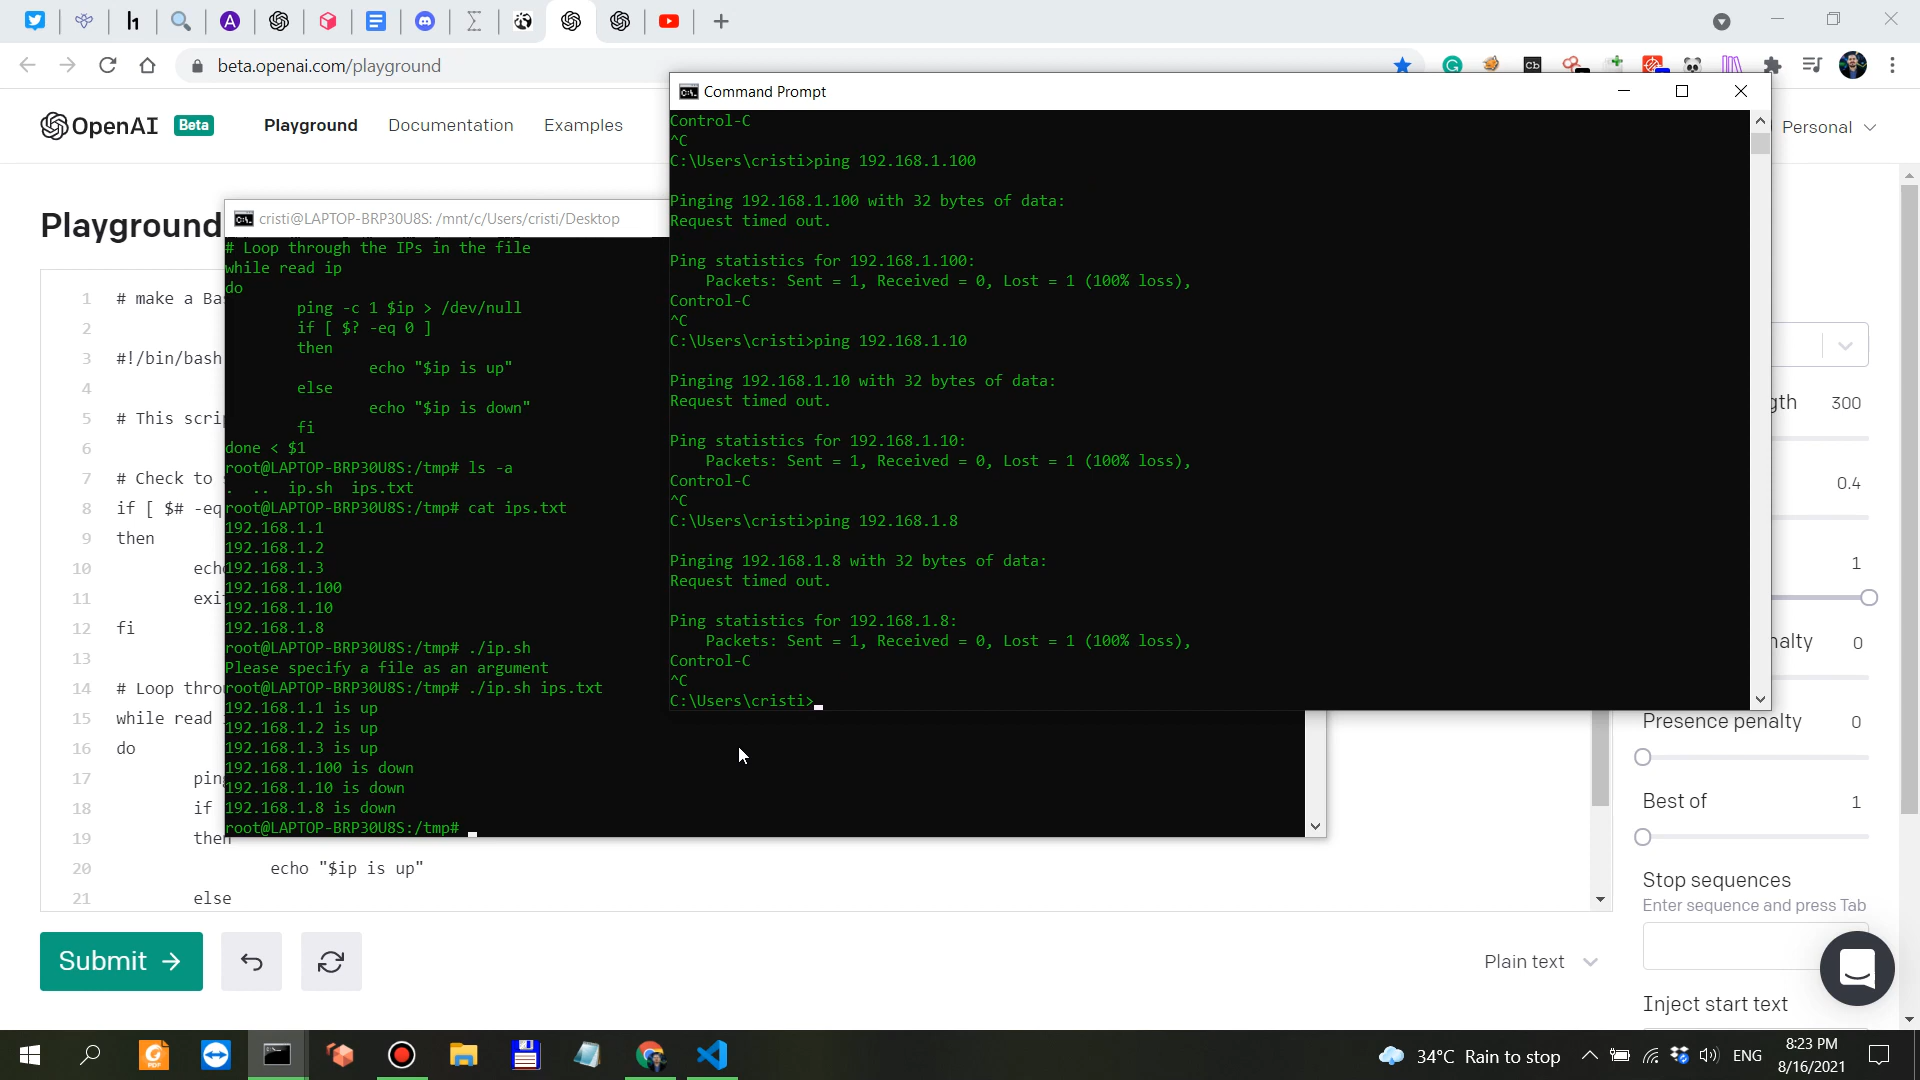 beta.openai.com/playground
OpenAI Beta Playground Documentation Examples Personal
Playground
1 # make a Ba
2
3 #!/bin/bash
4
5 # This scri
6
7 # Check to
8 if [ $# -eq
9 then
10 ech
11 exi
12 fi
13
14 # Loop thro
15 while read
16 do
17 pin
18 if
19 then
20 echo "$ip is up"
21 else
cristi@LAPTOP-BRP30U8S: /mnt/c/Users/cristi/Desktop
# Loop through the IPs in the file
while read ip
do
ping -c 1 $ip > /dev/null
if [ $? -eq 0 ]
then
echo "$ip is up"
else
echo "$ip is down"
fi
done < $1
root@LAPTOP-BRP30U8S:/tmp# ls -a
. .. ip.sh ips.txt
root@LAPTOP-BRP30U8S:/tmp# cat ips.txt
192.168.1.1
192.168.1.2
192.168.1.3
192.168.1.100
192.168.1.10
192.168.1.8
root@LAPTOP-BRP30U8S:/tmp# ./ip.sh
Please specify a file as an argument
root@LAPTOP-BRP30U8S:/tmp# ./ip.sh ips.txt
192.168.1.1 is up
192.168.1.2 is up
192.168.1.3 is up
192.168.1.100 is down
192.168.1.10 is down
192.168.1.8 is down
root@LAPTOP-BRP30U8S:/tmp#
Command Prompt
Control-C
^C
C:\Users\cristi>ping 192.168.1.100
Pinging 192.168.1.100 with 32 bytes of data:
Request timed out.
Ping statistics for 192.168.1.100:
Packets: Sent = 1, Received = 0, Lost = 1 (100% loss),
Control-C
^C
C:\Users\cristi>ping 192.168.1.10
Pinging 192.168.1.10 with 32 bytes of data:
Request timed out.
Ping statistics for 192.168.1.10:
Packets: Sent = 1, Received = 0, Lost = 1 (100% loss),
Control-C
^C
C:\Users\cristi>ping 192.168.1.8
Pinging 192.168.1.8 with 32 bytes of data:
Request timed out.
Ping statistics for 192.168.1.8:
Packets: Sent = 1, Received = 0, Lost = 1 (100% loss),
Control-C
^C
C:\Users\cristi>
gth 300
0.4
1
nalty 0
Presence penalty 0
Best of 1
Stop sequences
Enter sequence and press Tab
Inject start text
Submit
Plain text
34°C Rain to stop
ENG
8:23 PM
8/16/2021